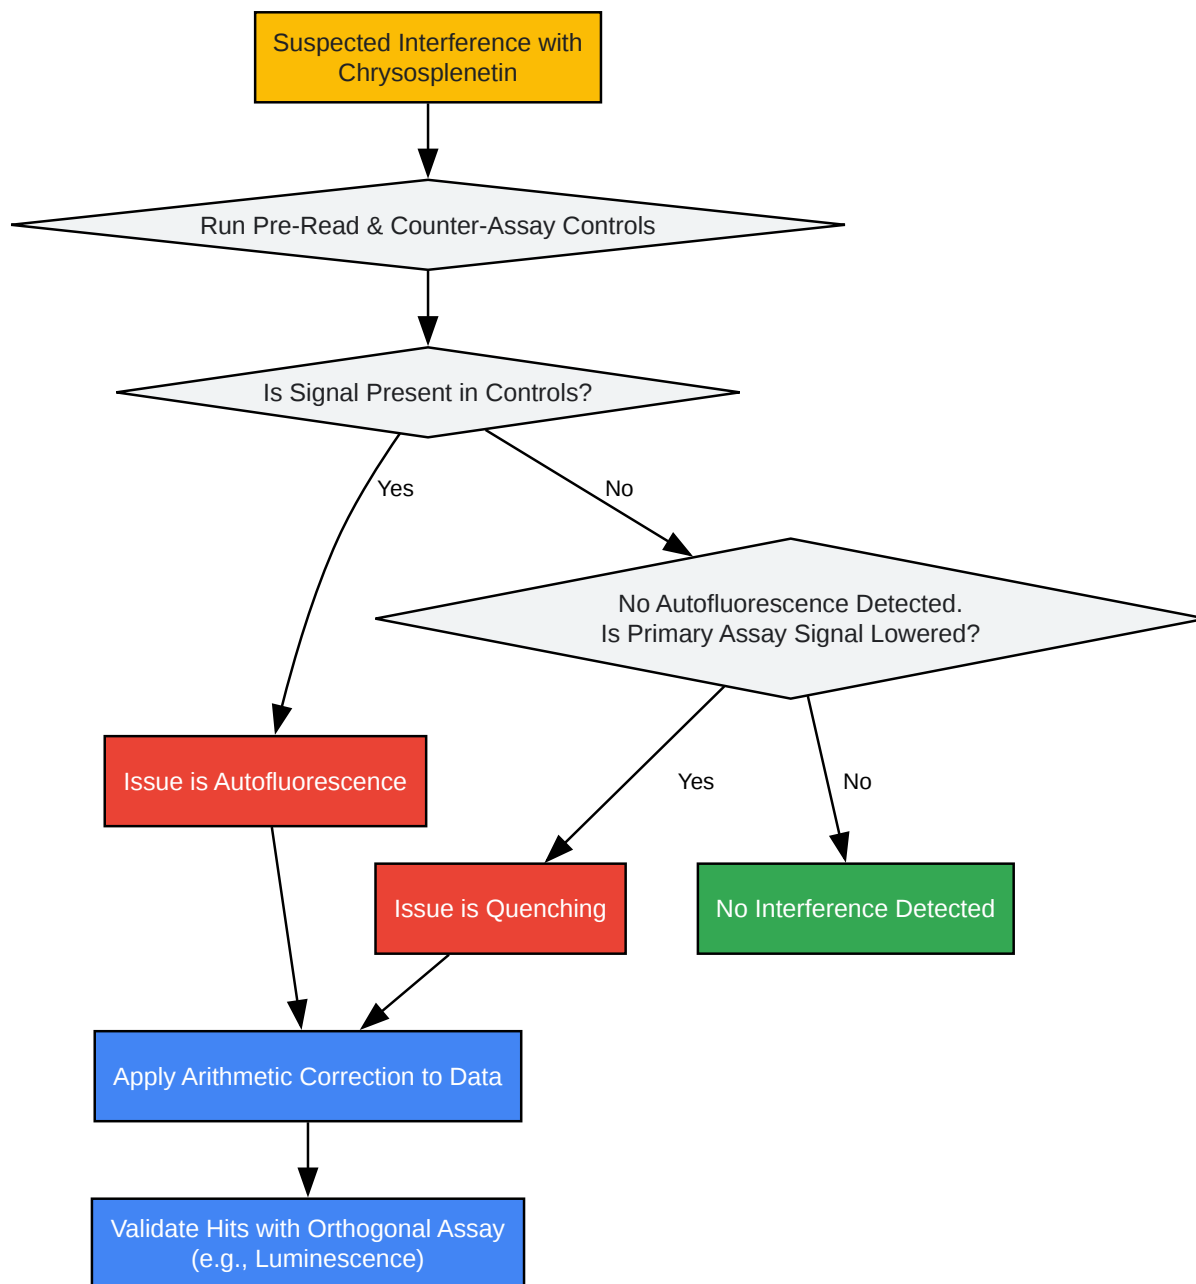 Suspected Interference with
Chrysosplenetin
Run Pre-Read & Counter-Assay Controls
Is Signal Present in Controls?
Yes
No
No Autofluorescence Detected.
Is Primary Assay Signal Lowered?
Issue is Autofluorescence
Yes
No
Issue is Quenching
No Interference Detected
Apply Arithmetic Correction to Data
Validate Hits with Orthogonal Assay
(e.g., Luminescence)